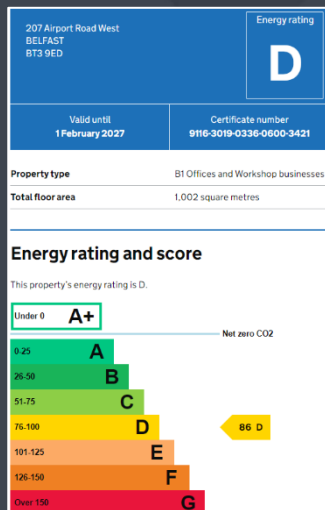 207 Airport Road West
BELFAST
BT3 9ED
Energy rating
D
Valid until
1 February 2027
Certificate number
9116-3019-0336-0600-3421
Property type B1 Offices and Workshop businesses
Total floor area 1,002 square metres
Energy rating and score
This property's energy rating is D.
Under 0 A+
Net zero CO2
0-25 A
26-50 B
51-75 C
76-100 D 86 D
101-125 E
126-150 F
Over 150 G